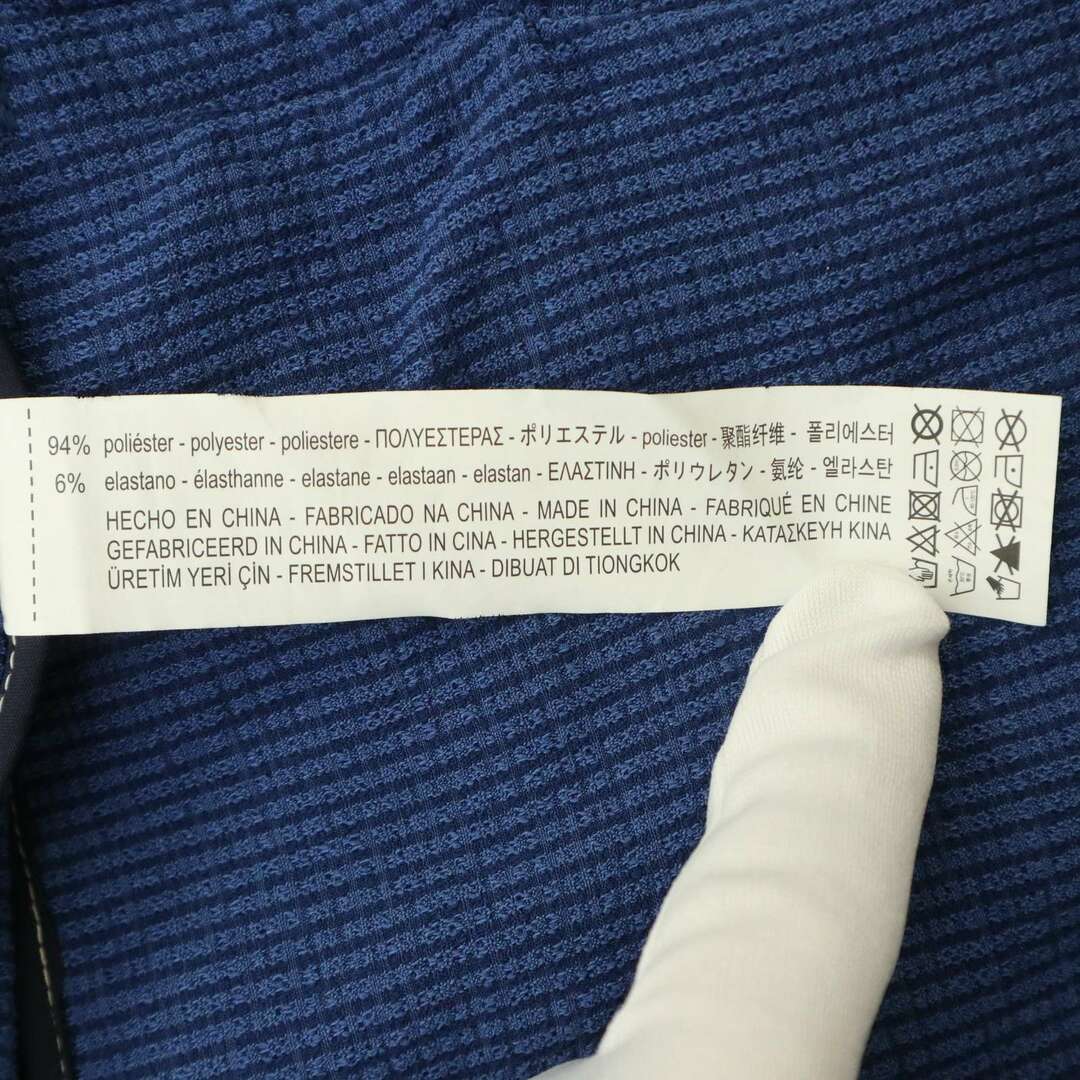 94% poliéster - polyester - poliestere - ΠΟΛΥΕΣΤΕΡΑΣ - ポリエステル - poliester - 聚酯纤维 - 폴리에스터
6% elastano - élasthanne - elastane - elastaan - elastan - ΕΛΑΣΤΙΝΗ - ポリウレタン - 氨纶 - 엘라스탄
HECHO EN CHINA - FABRICADO NA CHINA - MADE IN CHINA - FABRIQUÉ EN CHINE
GEFABRICEERD IN CHINA - FATTO IN CINA - HERGESTELLT IN CHINA - ΚΑΤΑΣΚΕΥΗ ΚΙΝΑ
ÜRETİM YERİ ÇİN - FREMSTILLET I KINA - DIBUAT DI TIONGKOK